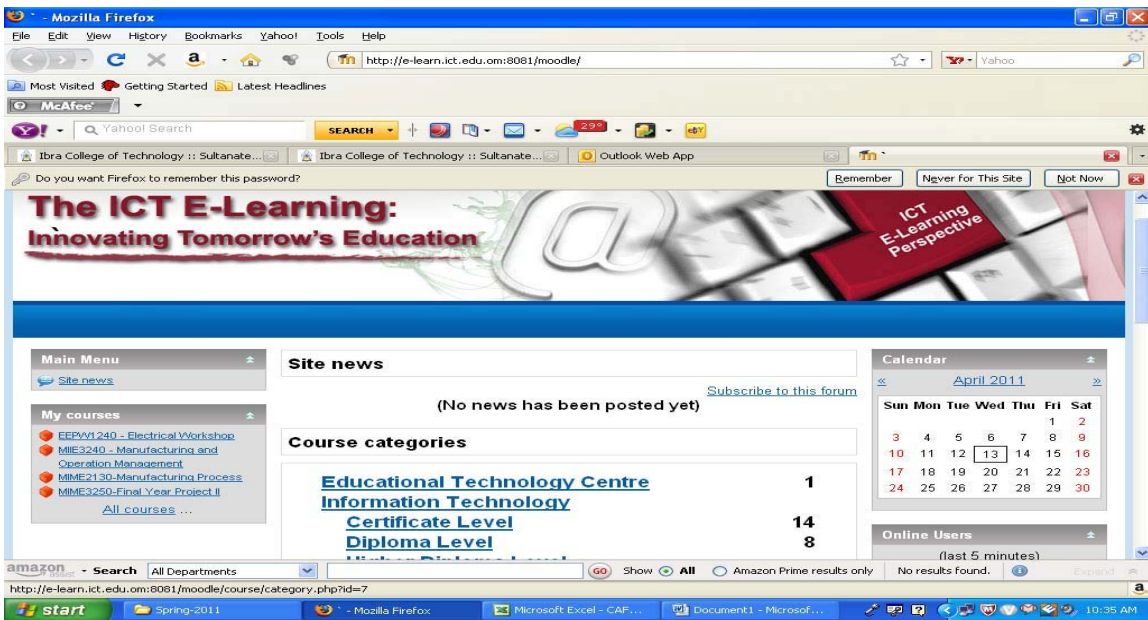 ` - Mozilla Firefox
File Edit View History Bookmarks Yahoo! Tools Help
http://e-learn.ict.edu.om:8081/moodle/
Yahoo
Most Visited Getting Started Latest Headlines
McAfee
Yahoo! Search SEARCH 29° ebY
Ibra College of Technology :: Sultanate... Ibra College of Technology :: Sultanate... Outlook Web App `
Do you want Firefox to remember this password? Remember Never for This Site Not Now
The ICT E-Learning:
Innovating Tomorrow's Education
@
ICT
E-Learning
Perspective
Main Menu
Site news
My courses
EEPW1240 - Electrical Workshop
MIIE3240 - Manufacturing and
Operation Management
MIME2130-Manufacturing Process
MIME3250-Final Year Project II
All courses ...
Site news
Subscribe to this forum
(No news has been posted yet)
Course categories
Educational Technology Centre 1
Information Technology
Certificate Level 14
Diploma Level 8
Calendar
« April 2011 »
Sun Mon Tue Wed Thu Fri Sat
1 2
3 4 5 6 7 8 9
10 11 12 13 14 15 16
17 18 19 20 21 22 23
24 25 26 27 28 29 30
Online Users
(last 5 minutes)
amazon assist Search All Departments GO Show All Amazon Prime results only No results found. Expand
http://e-learn.ict.edu.om:8081/moodle/course/category.php?id=7
start Spring-2011 ` - Mozilla Firefox Microsoft Excel - CAF... Document1 - Microsof... 10:35 AM